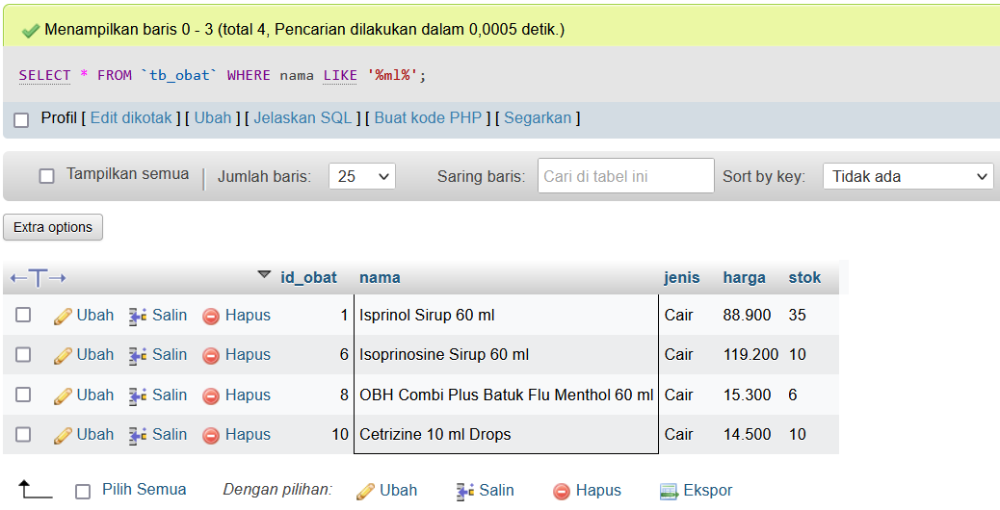 Menampilkan baris 0 - 3 (total 4, Pencarian dilakukan dalam 0,0005 detik.)
SELECT * FROM `tb_obat` WHERE nama LIKE '%ml%';
Profil [ Edit dikotak ] [ Ubah ] [ Jelaskan SQL ] [ Buat kode PHP ] [ Segarkan ]
Tampilkan semua | Jumlah baris: 25 Saring baris: Cari di tabel ini Sort by key: Tidak ada
Extra options
←T→ id_obat nama jenis harga stok
Ubah Salin Hapus 1 Isprinol Sirup 60 ml Cair 88.900 35
Ubah Salin Hapus 6 Isoprinosine Sirup 60 ml Cair 119.200 10
Ubah Salin Hapus 8 OBH Combi Plus Batuk Flu Menthol 60 ml Cair 15.300 6
Ubah Salin Hapus 10 Cetrizine 10 ml Drops Cair 14.500 10
Pilih Semua Dengan pilihan: Ubah Salin Hapus Ekspor